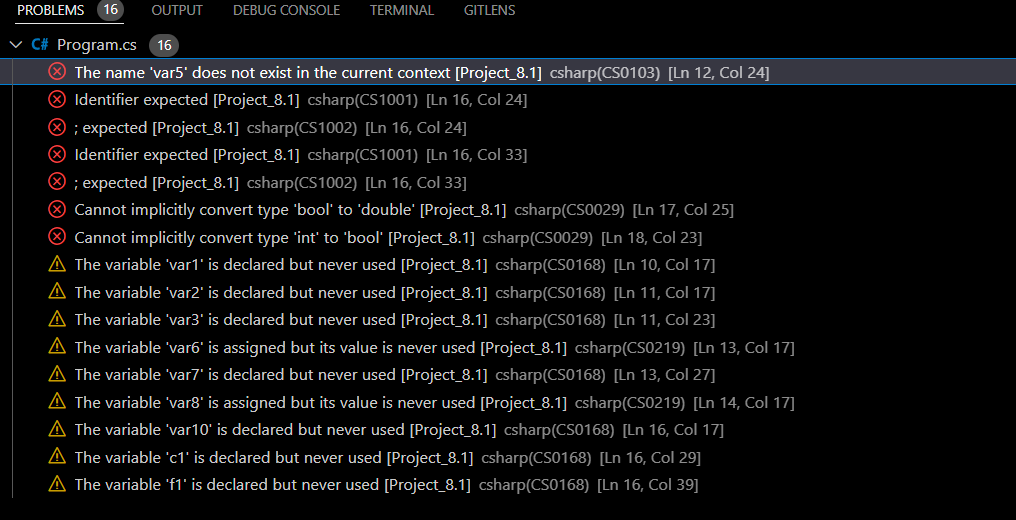 PROBLEMS 16 OUTPUT DEBUG CONSOLE TERMINAL GITLENS
C# Program.cs 16
The name 'var5' does not exist in the current context [Project_8.1] csharp(CS0103) [Ln 12, Col 24]
Identifier expected [Project_8.1] csharp(CS1001) [Ln 16, Col 24]
; expected [Project_8.1] csharp(CS1002) [Ln 16, Col 24]
Identifier expected [Project_8.1] csharp(CS1001) [Ln 16, Col 33]
; expected [Project_8.1] csharp(CS1002) [Ln 16, Col 33]
Cannot implicitly convert type 'bool' to 'double' [Project_8.1] csharp(CS0029) [Ln 17, Col 25]
Cannot implicitly convert type 'int' to 'bool' [Project_8.1] csharp(CS0029) [Ln 18, Col 23]
The variable 'var1' is declared but never used [Project_8.1] csharp(CS0168) [Ln 10, Col 17]
The variable 'var2' is declared but never used [Project_8.1] csharp(CS0168) [Ln 11, Col 17]
The variable 'var3' is declared but never used [Project_8.1] csharp(CS0168) [Ln 11, Col 23]
The variable 'var6' is assigned but its value is never used [Project_8.1] csharp(CS0219) [Ln 13, Col 17]
The variable 'var7' is declared but never used [Project_8.1] csharp(CS0168) [Ln 13, Col 27]
The variable 'var8' is assigned but its value is never used [Project_8.1] csharp(CS0219) [Ln 14, Col 17]
The variable 'var10' is declared but never used [Project_8.1] csharp(CS0168) [Ln 16, Col 17]
The variable 'c1' is declared but never used [Project_8.1] csharp(CS0168) [Ln 16, Col 29]
The variable 'f1' is declared but never used [Project_8.1] csharp(CS0168) [Ln 16, Col 39]